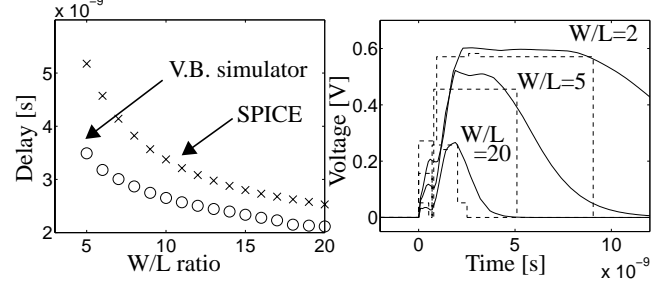 x 10^-9
5
4
3
2
5
10
15
20
V.B. simulator
SPICE
Delay [s]
W/L ratio
0.6
0.4
0.2
0
0
5
10
W/L=2
W/L=5
W/L
=20
Voltage [V]
Time [s]
x 10^-9